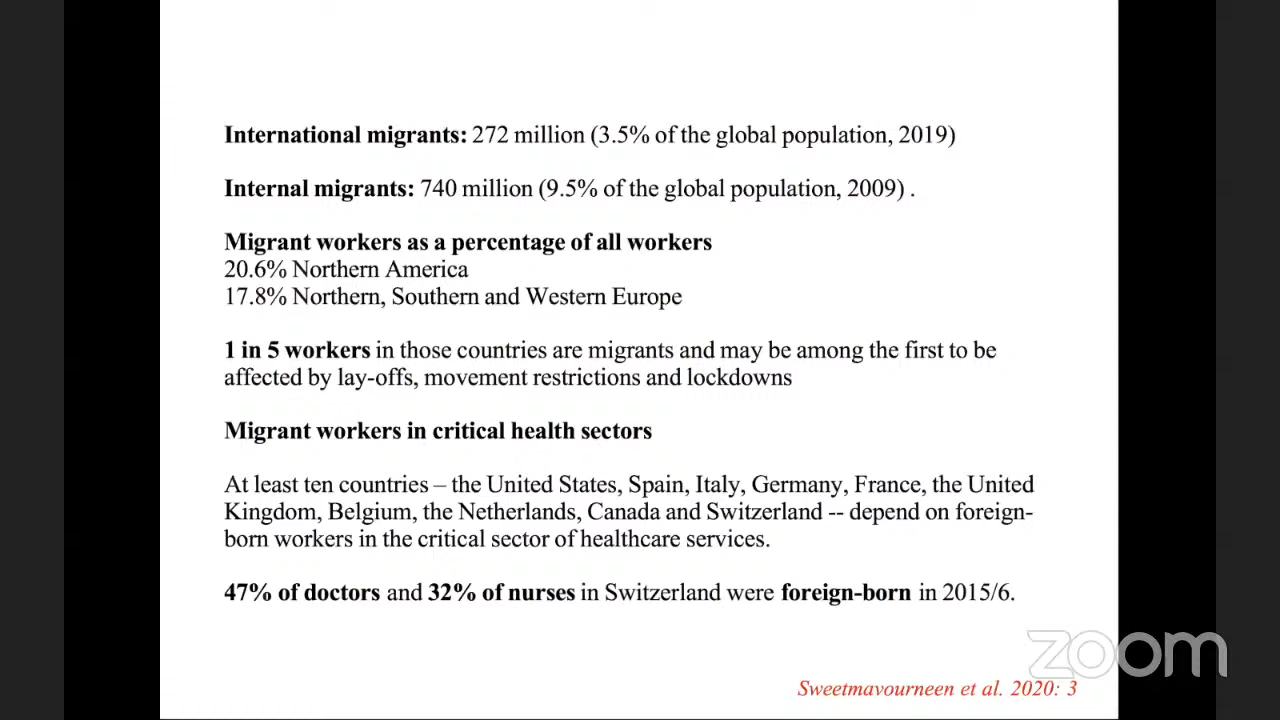 International migrants: 272 million (3.5% of the global population, 2019)
Internal migrants: 740 million (9.5% of the global population, 2009) .
Migrant workers as a percentage of all workers
20.6% Northern America
17.8% Northern, Southern and Western Europe
1 in 5 workers in those countries are migrants and may be among the first to be
affected by lay-offs, movement restrictions and lockdowns
Migrant workers in critical health sectors
At least ten countries – the United States, Spain, Italy, Germany, France, the United
Kingdom, Belgium, the Netherlands, Canada and Switzerland -- depend on foreign-
born workers in the critical sector of healthcare services.
47% of doctors and 32% of nurses in Switzerland were foreign-born in 2015/6.
zoom
Sweetmavourneen et al. 2020: 3